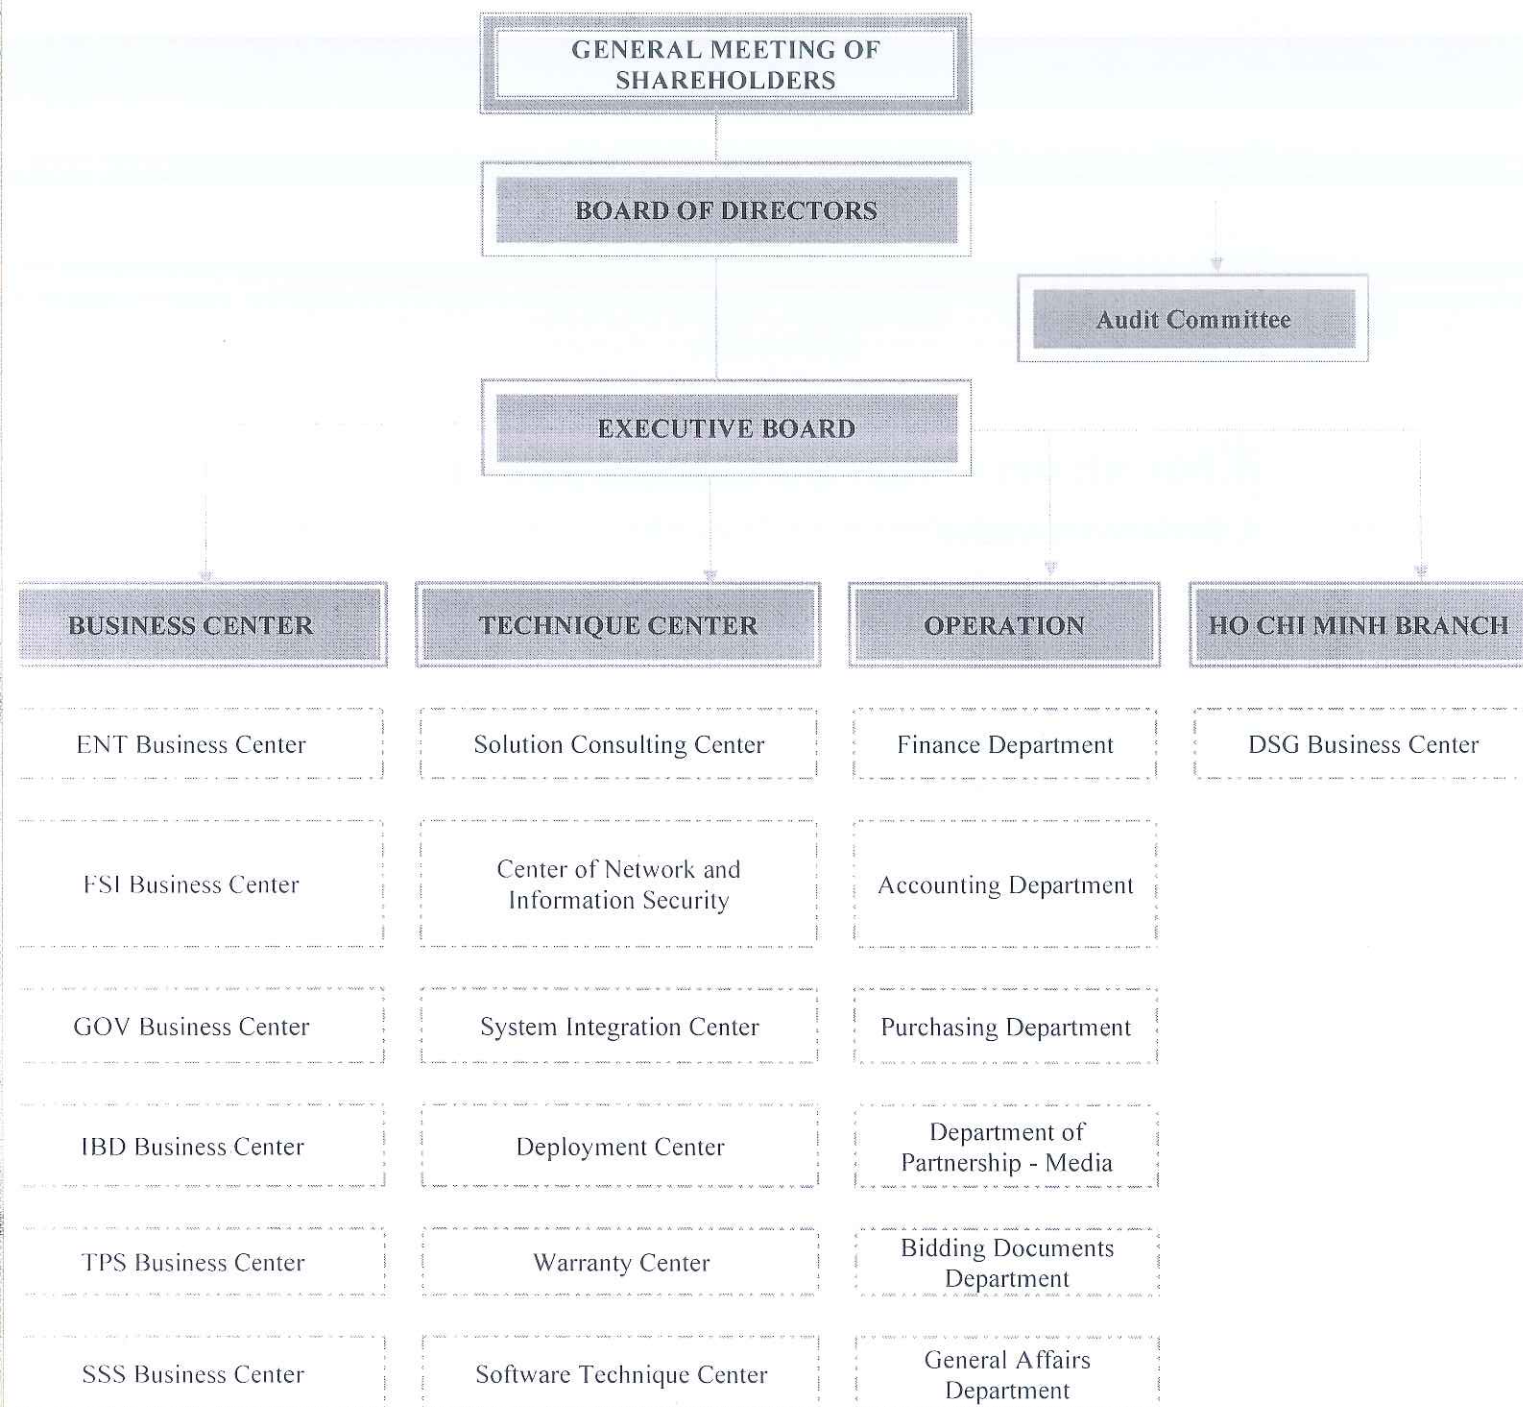 GENERAL MEETING OF
SHAREHOLDERS
BOARD OF DIRECTORS
Audit Committee
EXECUTIVE BOARD
BUSINESS CENTER
TECHNIQUE CENTER
OPERATION
HO CHI MINH BRANCH
ENT Business Center
Solution Consulting Center
Finance Department
DSG Business Center
FSI Business Center
Center of Network and
Information Security
Accounting Department
GOV Business Center
System Integration Center
Purchasing Department
IBD Business Center
Deployment Center
Department of
Partnership - Media
TPS Business Center
Warranty Center
Bidding Documents
Department
SSS Business Center
Software Technique Center
General Affairs
Department